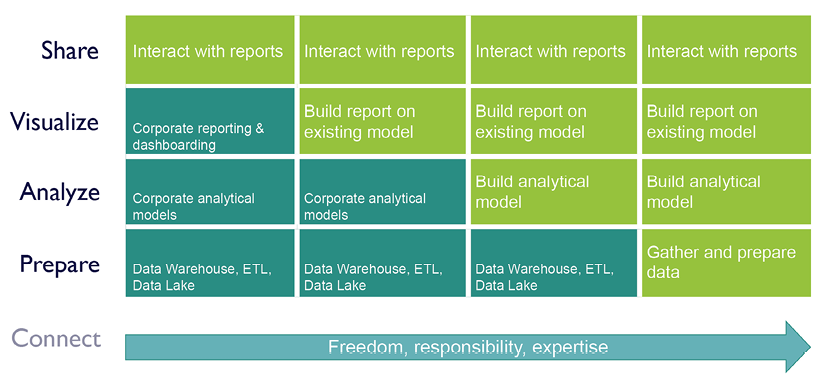 Share
Interact with reports
Interact with reports
Interact with reports
Interact with reports
Visualize
Corporate reporting &
dashboarding
Build report on
existing model
Build report on
existing model
Build report on
existing model
Analyze
Corporate analytical
models
Corporate analytical
models
Build analytical
model
Build analytical
model
Prepare
Data Warehouse, ETL,
Data Lake
Data Warehouse, ETL,
Data Lake
Data Warehouse, ETL,
Data Lake
Gather and prepare
data
Connect
Freedom, responsibility, expertise